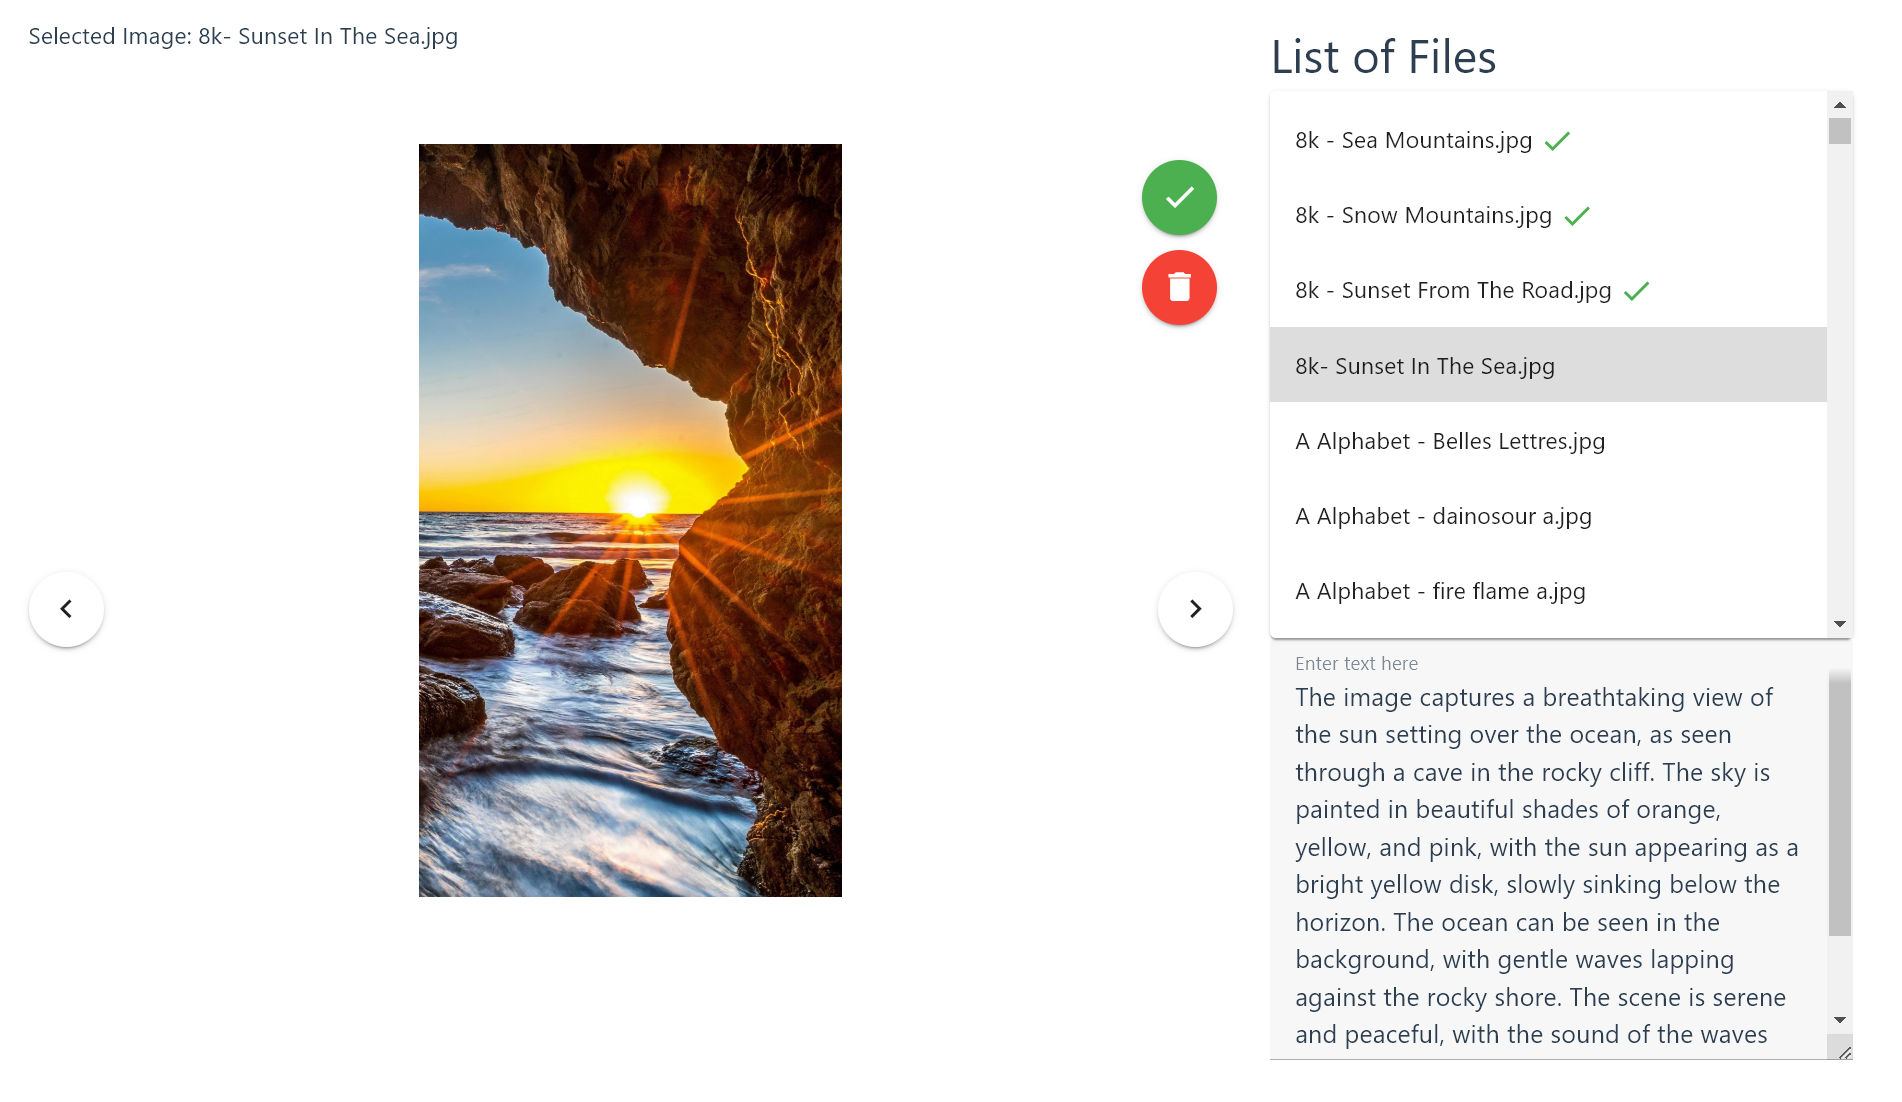 Selected Image: 8k- Sunset In The Sea.jpg
List of Files
8k - Sea Mountains.jpg
8k - Snow Mountains.jpg
8k - Sunset From The Road.jpg
8k- Sunset In The Sea.jpg
A Alphabet - Belles Lettres.jpg
A Alphabet - dainosour a.jpg
A Alphabet - fire flame a.jpg
Enter text here
The image captures a breathtaking view of
the sun setting over the ocean, as seen
through a cave in the rocky cliff. The sky is
painted in beautiful shades of orange,
yellow, and pink, with the sun appearing as a
bright yellow disk, slowly sinking below the
horizon. The ocean can be seen in the
background, with gentle waves lapping
against the rocky shore. The scene is serene
and peaceful, with the sound of the waves